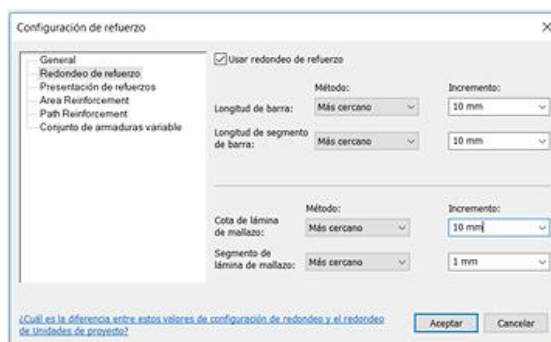 Configuración de refuerzo
General
Redondeo de refuerzo
Presentación de refuerzos
Area Reinforcement
Path Reinforcement
Conjunto de armaduras variable
Usar redondeo de refuerzo
Método: Incremento:
Longitud de barra: Más cercano 10 mm
Longitud de segmento
de barra: Más cercano 10 mm
Método: Incremento:
Cota de lámina
de mallazo: Más cercano 10 mm
Segmento de
lámina de mallazo: Más cercano 1 mm
¿Cuál es la diferencia entre estos valores de configuración de redondeo y el redondeo
de Unidades de proyecto?
Aceptar Cancelar